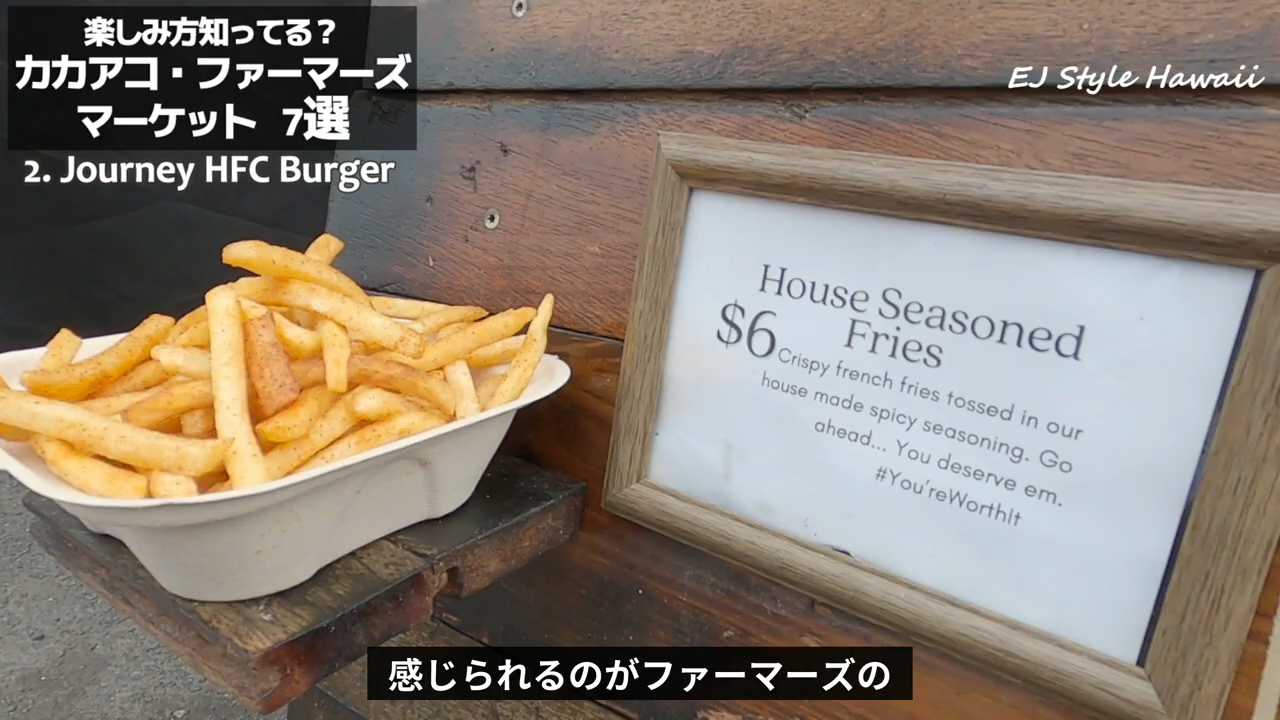 楽しみ方知ってる？
カカアコ・ファーマーズ
マーケット 7選
2. Journey HFC Burger
EJ Style Hawaii
House Seasoned
Fries
$6
Crispy french fries tossed in our
house made spicy seasoning. Go
ahead... You deserve em.
#You'reWorthIt
感じられるのがファーマーズの